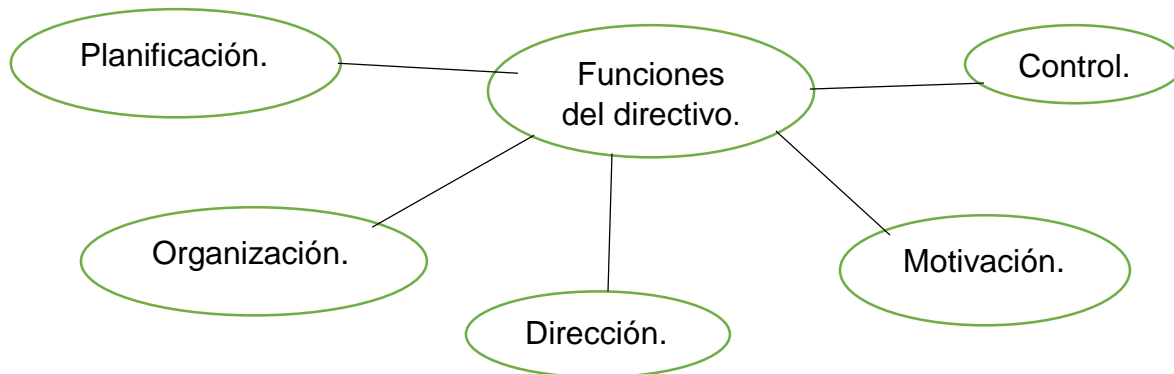 Planificación.
Funciones
del directivo.
Control.
Organización.
Motivación.
Dirección.